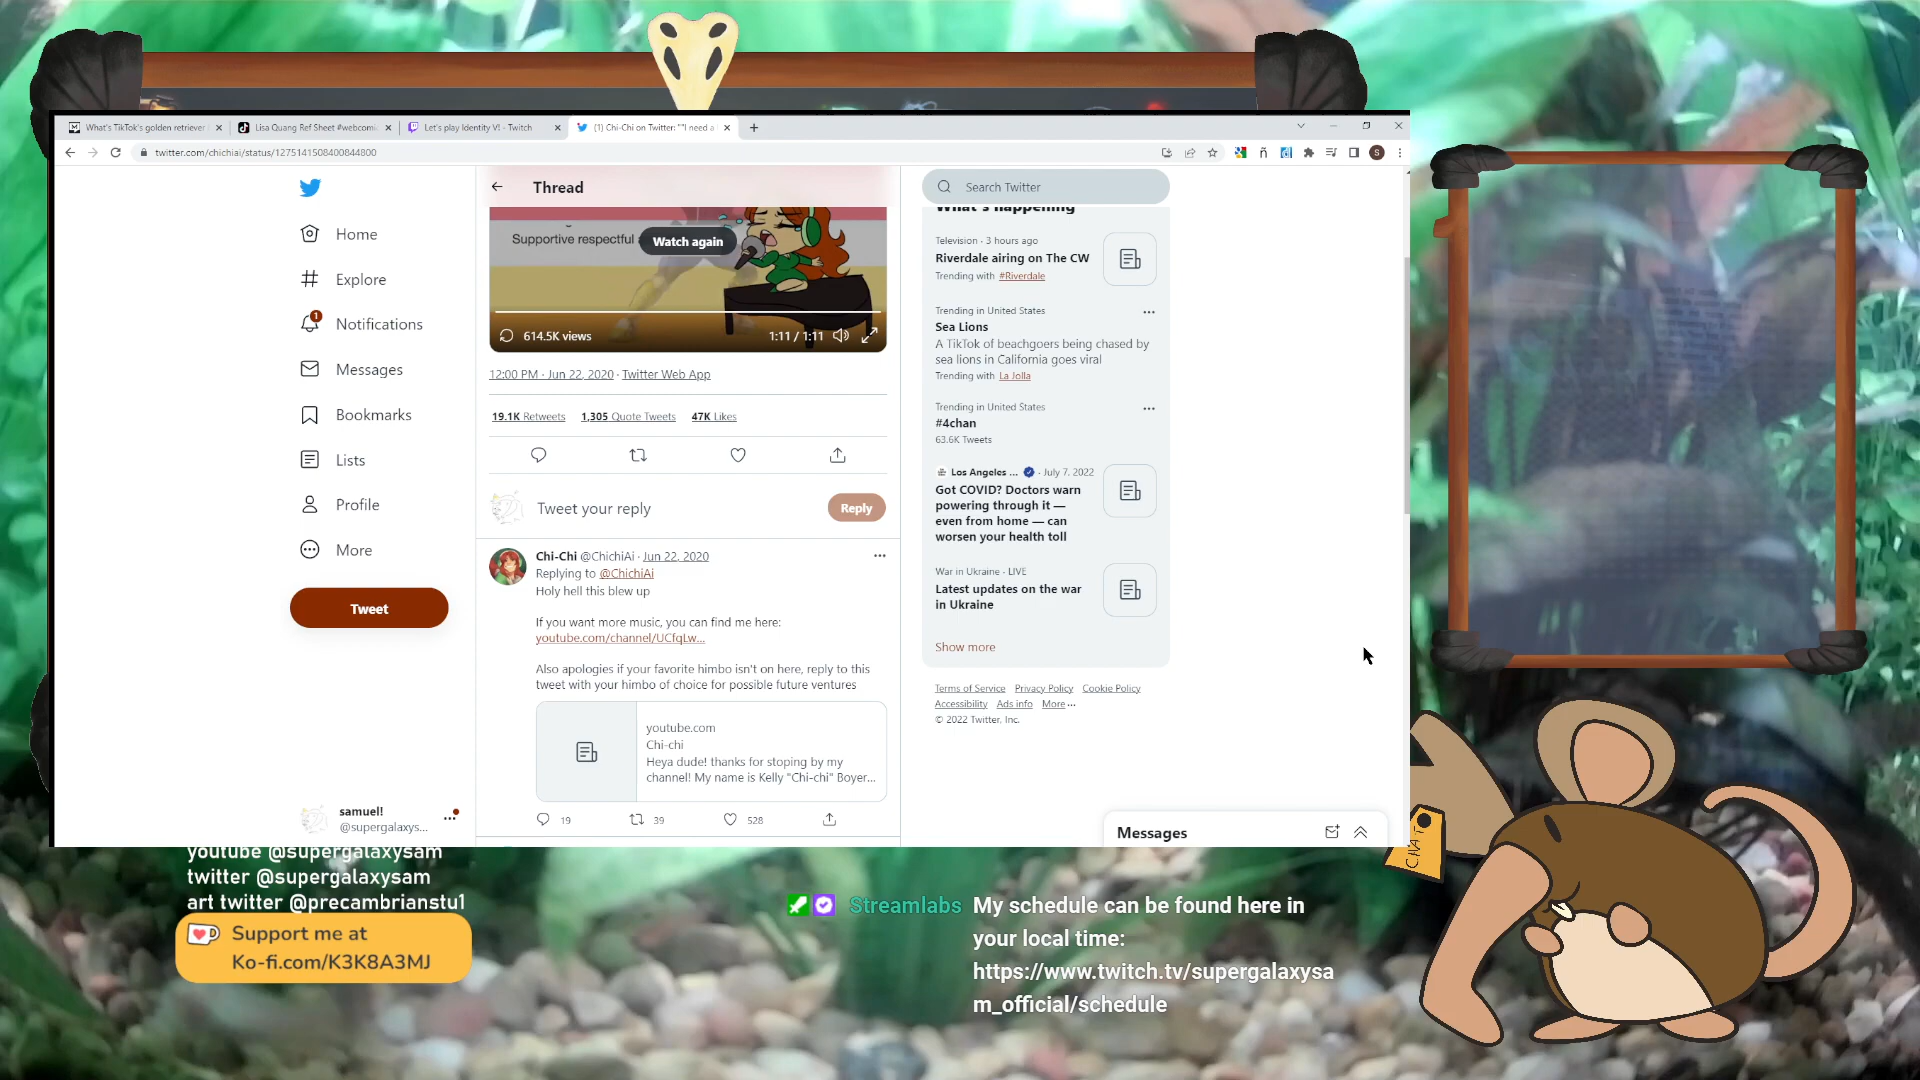 What's TikTok's golden retriever
Lisa Quang Ref Sheet #webcomi
Let's play Identity V! - Twitch
(1) Chi-Chi on Twitter: ""I need a
twitter.com/chichiai/status/1275141508400844800
S
Home
Explore
1
Notifications
Messages
Bookmarks
Lists
Profile
More
Tweet
samuel!
@supergalaxys...
Thread
Supportive respectful
Watch again
614.5K views
1:11 / 1:11
12:00 PM · Jun 22, 2020 · Twitter Web App
19.1K Retweets 1,305 Quote Tweets 47K Likes
Tweet your reply
Reply
Chi-Chi @ChichiAi · Jun 22, 2020
Replying to @ChichiAi
Holy hell this blew up
If you want more music, you can find me here:
youtube.com/channel/UCfqLw...
Also apologies if your favorite himbo isn't on here, reply to this
tweet with your himbo of choice for possible future ventures
youtube.com
Chi-chi
Heya dude! thanks for stoping by my
channel! My name is Kelly "Chi-chi" Boyer...
19 39 528
Search Twitter
What's happening
Television · 3 hours ago
Riverdale airing on The CW
Trending with #Riverdale
Trending in United States
Sea Lions
A TikTok of beachgoers being chased by
sea lions in California goes viral
Trending with La Jolla
Trending in United States
#4chan
63.6K Tweets
Los Angeles ... · July 7, 2022
Got COVID? Doctors warn
powering through it —
even from home — can
worsen your health toll
War in Ukraine · LIVE
Latest updates on the war
in Ukraine
Show more
Terms of Service Privacy Policy Cookie Policy
Accessibility Ads info More ...
© 2022 Twitter, Inc.
Messages
youtube @supergalaxysam
twitter @supergalaxysam
art twitter @precambrianstu1
Support me at
Ko-fi.com/K3K8A3MJ
Streamlabs My schedule can be found here in
your local time:
https://www.twitch.tv/supergalaxysa
m_official/schedule
CHAT